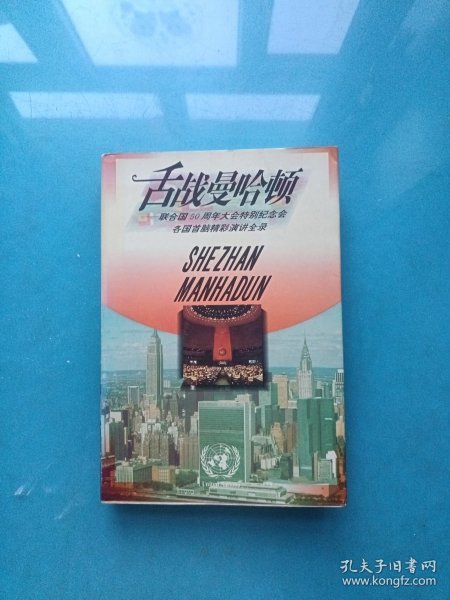 舌战曼哈顿
联合国50周年大会特别纪念会
各国首脑精彩演讲全录
SHEZHAN
MANHADUN
孔夫子旧书网
www.kongfz.com